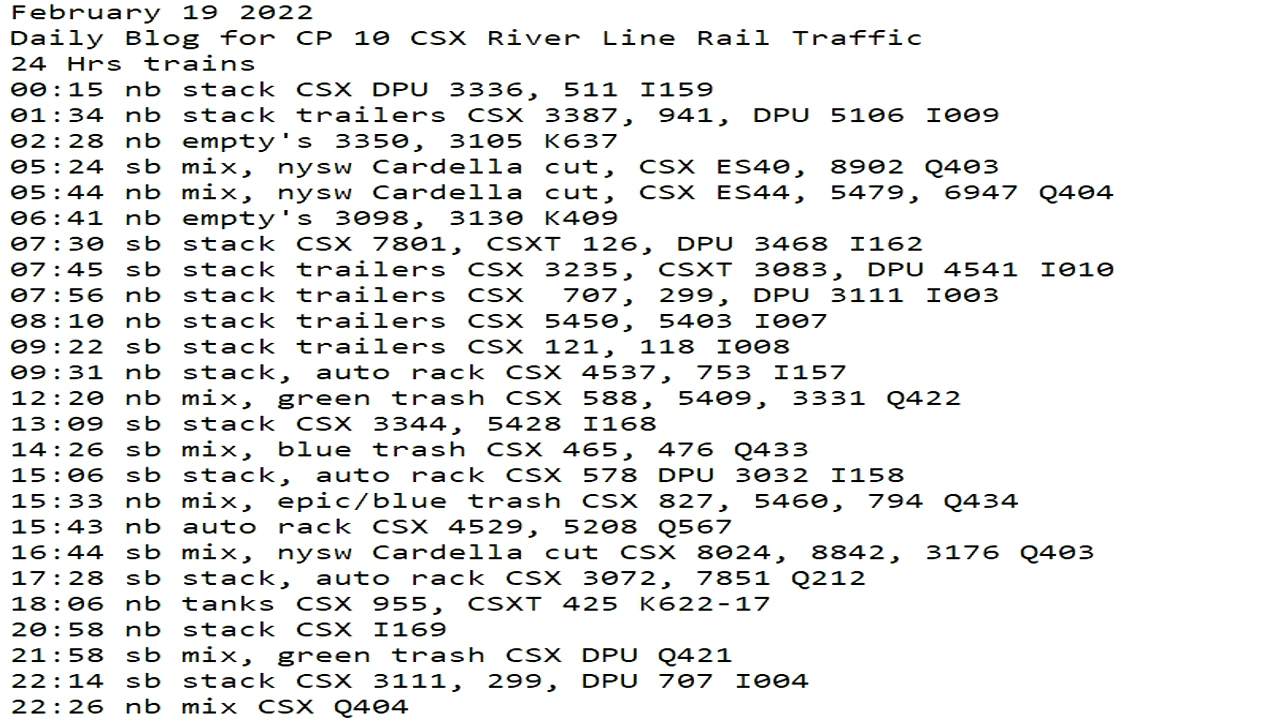 February 19 2022
Daily Blog for CP 10 CSX River Line Rail Traffic
24 Hrs trains
00:15 nb stack CSX DPU 3336, 511 I159
01:34 nb stack trailers CSX 3387, 941, DPU 5106 I009
02:28 nb empty's 3350, 3105 K637
05:24 sb mix, nysw Cardella cut, CSX ES40, 8902 Q403
05:44 nb mix, nysw Cardella cut, CSX ES44, 5479, 6947 Q404
06:41 nb empty's 3098, 3130 K409
07:30 sb stack CSX 7801, CSXT 126, DPU 3468 I162
07:45 sb stack trailers CSX 3235, CSXT 3083, DPU 4541 I010
07:56 nb stack trailers CSX  707, 299, DPU 3111 I003
08:10 nb stack trailers CSX 5450, 5403 I007
09:22 sb stack trailers CSX 121, 118 I008
09:31 nb stack, auto rack CSX 4537, 753 I157
12:20 nb mix, green trash CSX 588, 5409, 3331 Q422
13:09 sb stack CSX 3344, 5428 I168
14:26 sb mix, blue trash CSX 465, 476 Q433
15:06 sb stack, auto rack CSX 578 DPU 3032 I158
15:33 nb mix, epic/blue trash CSX 827, 5460, 794 Q434
15:43 nb auto rack CSX 4529, 5208 Q567
16:44 sb mix, nysw Cardella cut CSX 8024, 8842, 3176 Q403
17:28 sb stack, auto rack CSX 3072, 7851 Q212
18:06 nb tanks CSX 955, CSXT 425 K622-17
20:58 nb stack CSX I169
21:58 sb mix, green trash CSX DPU Q421
22:14 sb stack CSX 3111, 299, DPU 707 I004
22:26 nb mix CSX Q404